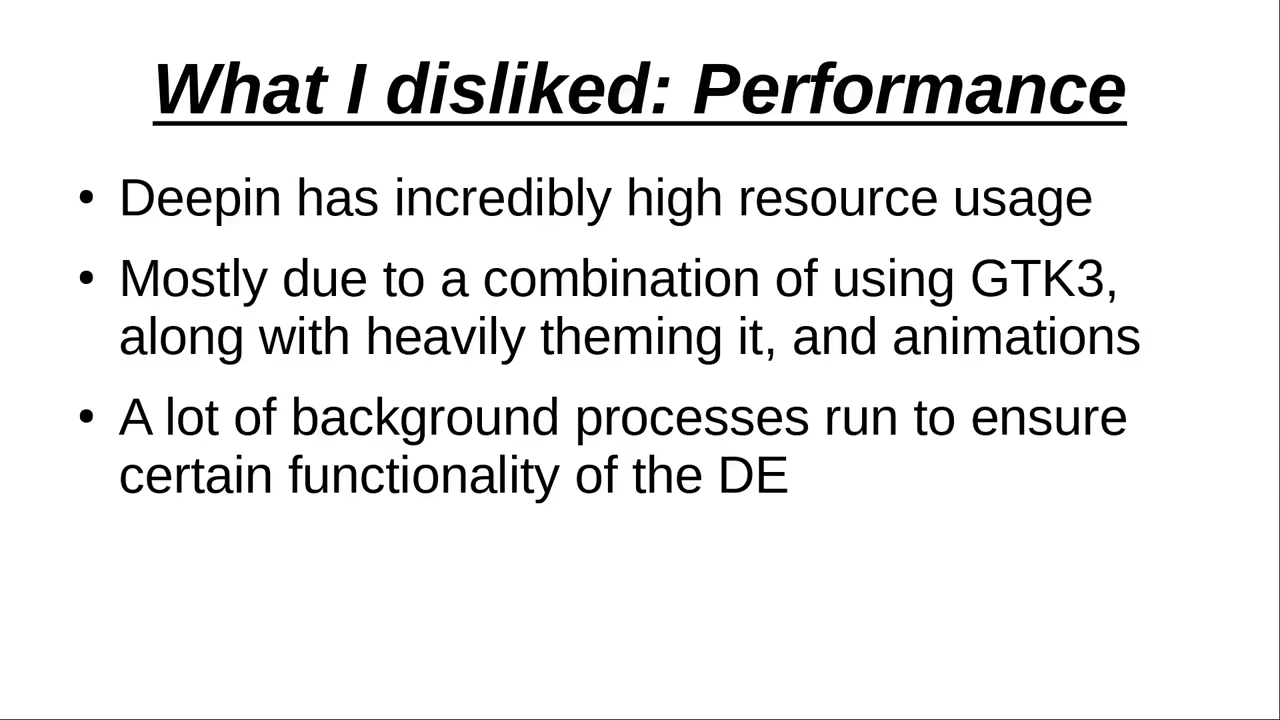 What I disliked: Performance
• Deepin has incredibly high resource usage
• Mostly due to a combination of using GTK3,
along with heavily theming it, and animations
• A lot of background processes run to ensure
certain functionality of the DE